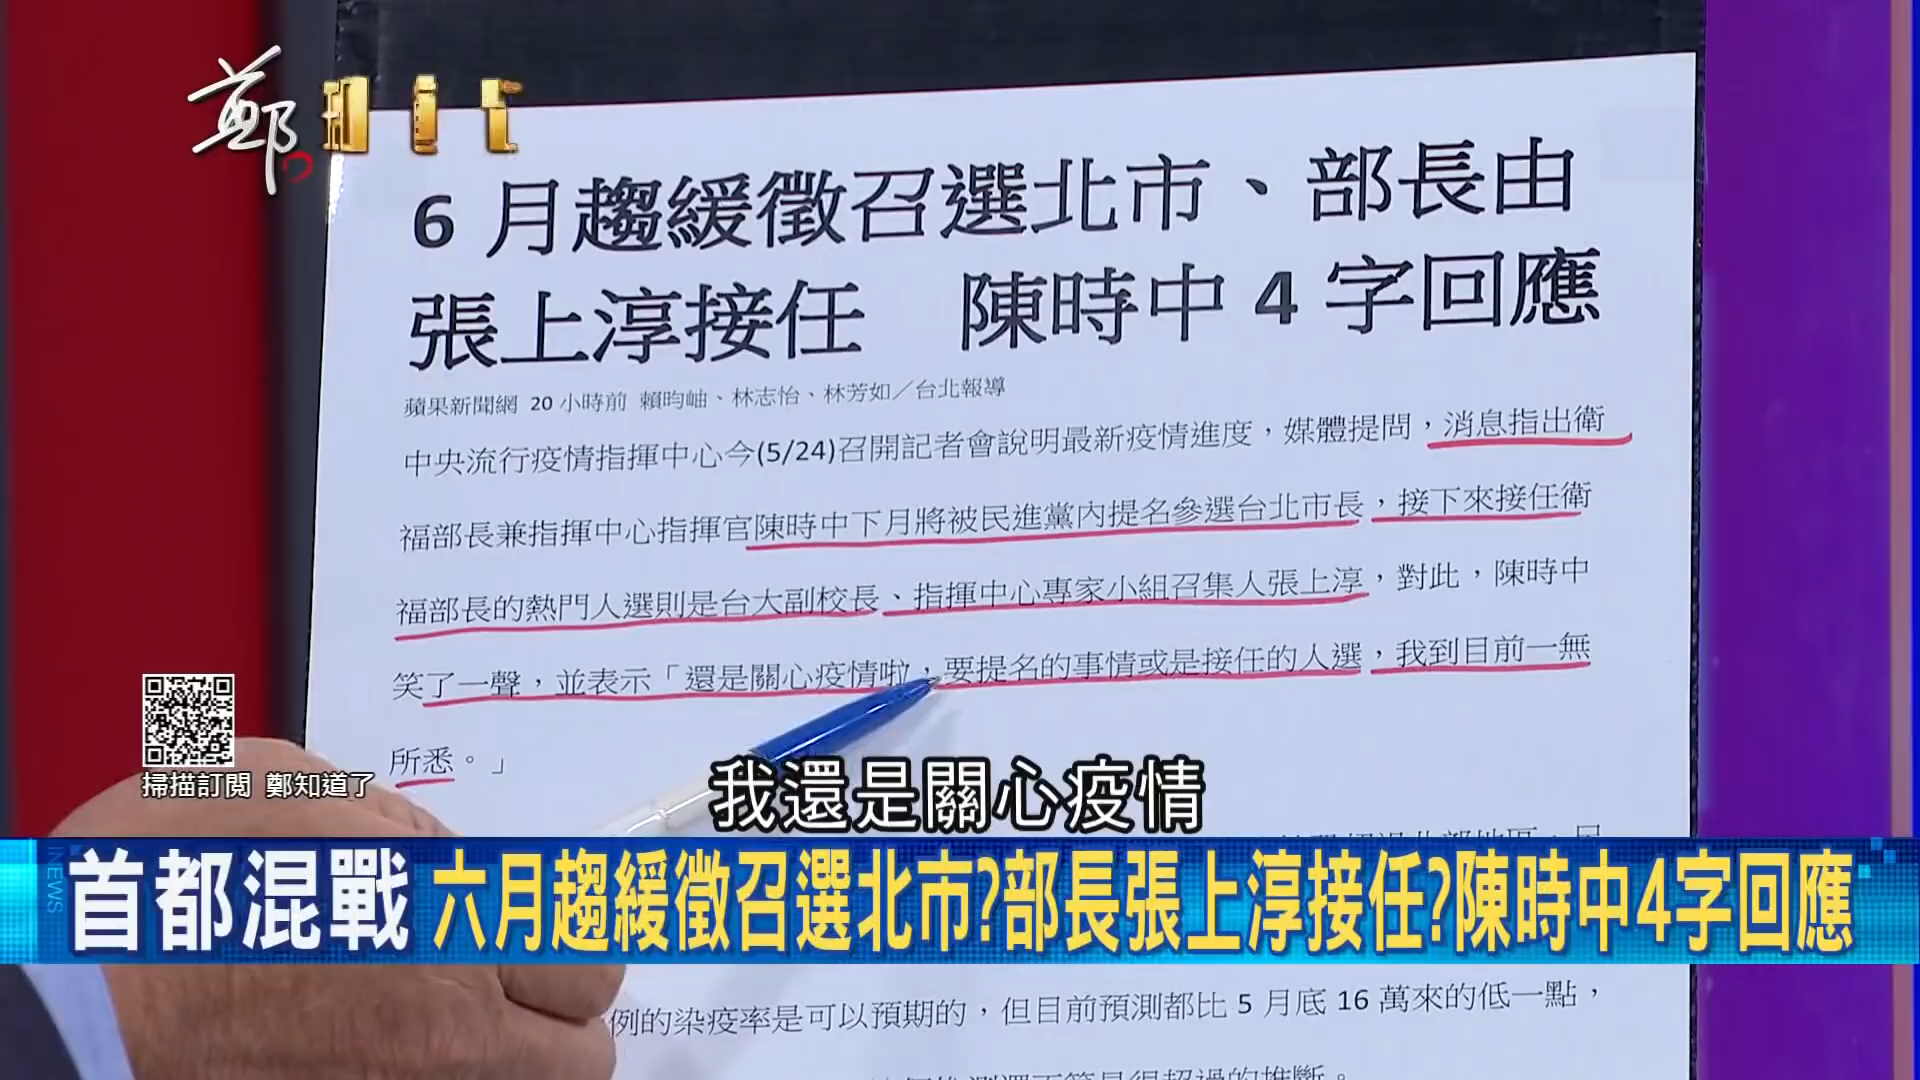 鄭
6 月趨緩徵召選北市、部長由
張上淳接任 陳時中 4 字回應
蘋果新聞網 20 小時前 賴昀岫、林志怡、林芳如／台北報導
中央流行疫情指揮中心今(5/24)召開記者會說明最新疫情進度，媒體提問，消息指出衛
福部長兼指揮中心指揮官陳時中下月將被民進黨內提名參選台北市長，接下來接任衛
福部長的熱門人選則是台大副校長、指揮中心專家小組召集人張上淳，對此，陳時中
笑了一聲，並表示「還是關心疫情啦，要提名的事情或是接任的人選，我到目前一無
所悉。」
掃描訂閱 鄭知道了
我還是關心疫情
INEWS
首都混戰 六月趨緩徵召選北市?部長張上淳接任?陳時中4字回應
例的染疫率是可以預期的，但目前預測都比 5 月底 16 萬來的低一點，